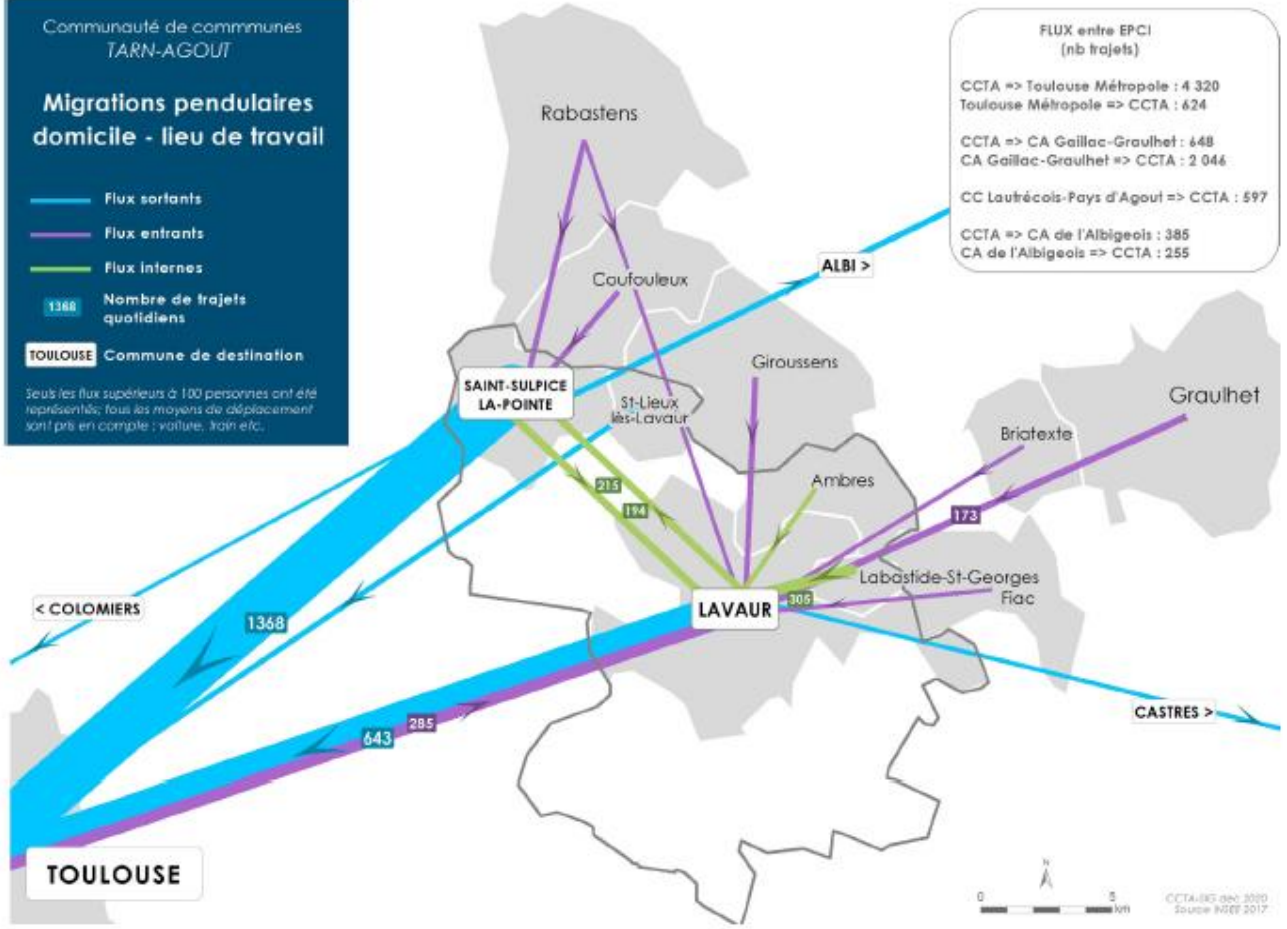 Communauté de commmunes
TARN-AGOUT
Migrations pendulaires
domicile - lieu de travail
Flux sortants
Flux entrants
Flux internes
1368
Nombre de trajets
quotidiens
TOULOUSE
Commune de destination
Seuls les flux supérieurs à 100 personnes ont été
représentés; tous les moyens de déplacement
sont pris en compte : voiture, train etc.
FLUX entre EPCI
(nb trajets)
CCTA => Toulouse Métropole : 4 320
Toulouse Métropole => CCTA : 624
CCTA => CA Gaillac-Graulhet : 648
CA Gaillac-Graulhet => CCTA : 2 046
CC Lautrécois-Pays d'Agout => CCTA : 597
CCTA => CA de l'Albigeois : 385
CA de l'Albigeois => CCTA : 255
Rabastens
ALBI >
Coufouleux
Giroussens
SAINT-SULPICE
LA-POINTE
St-Lieux
lès-Lavaur
Graulhet
Briatexte
Ambres
215
194
173
Labastide-St-Georges
Fiac
305
LAVAUR
< COLOMIERS
1368
CASTRES >
285
643
TOULOUSE
N
0
5
km
CCTA-SIG dec 2020
Source INSEE 2017